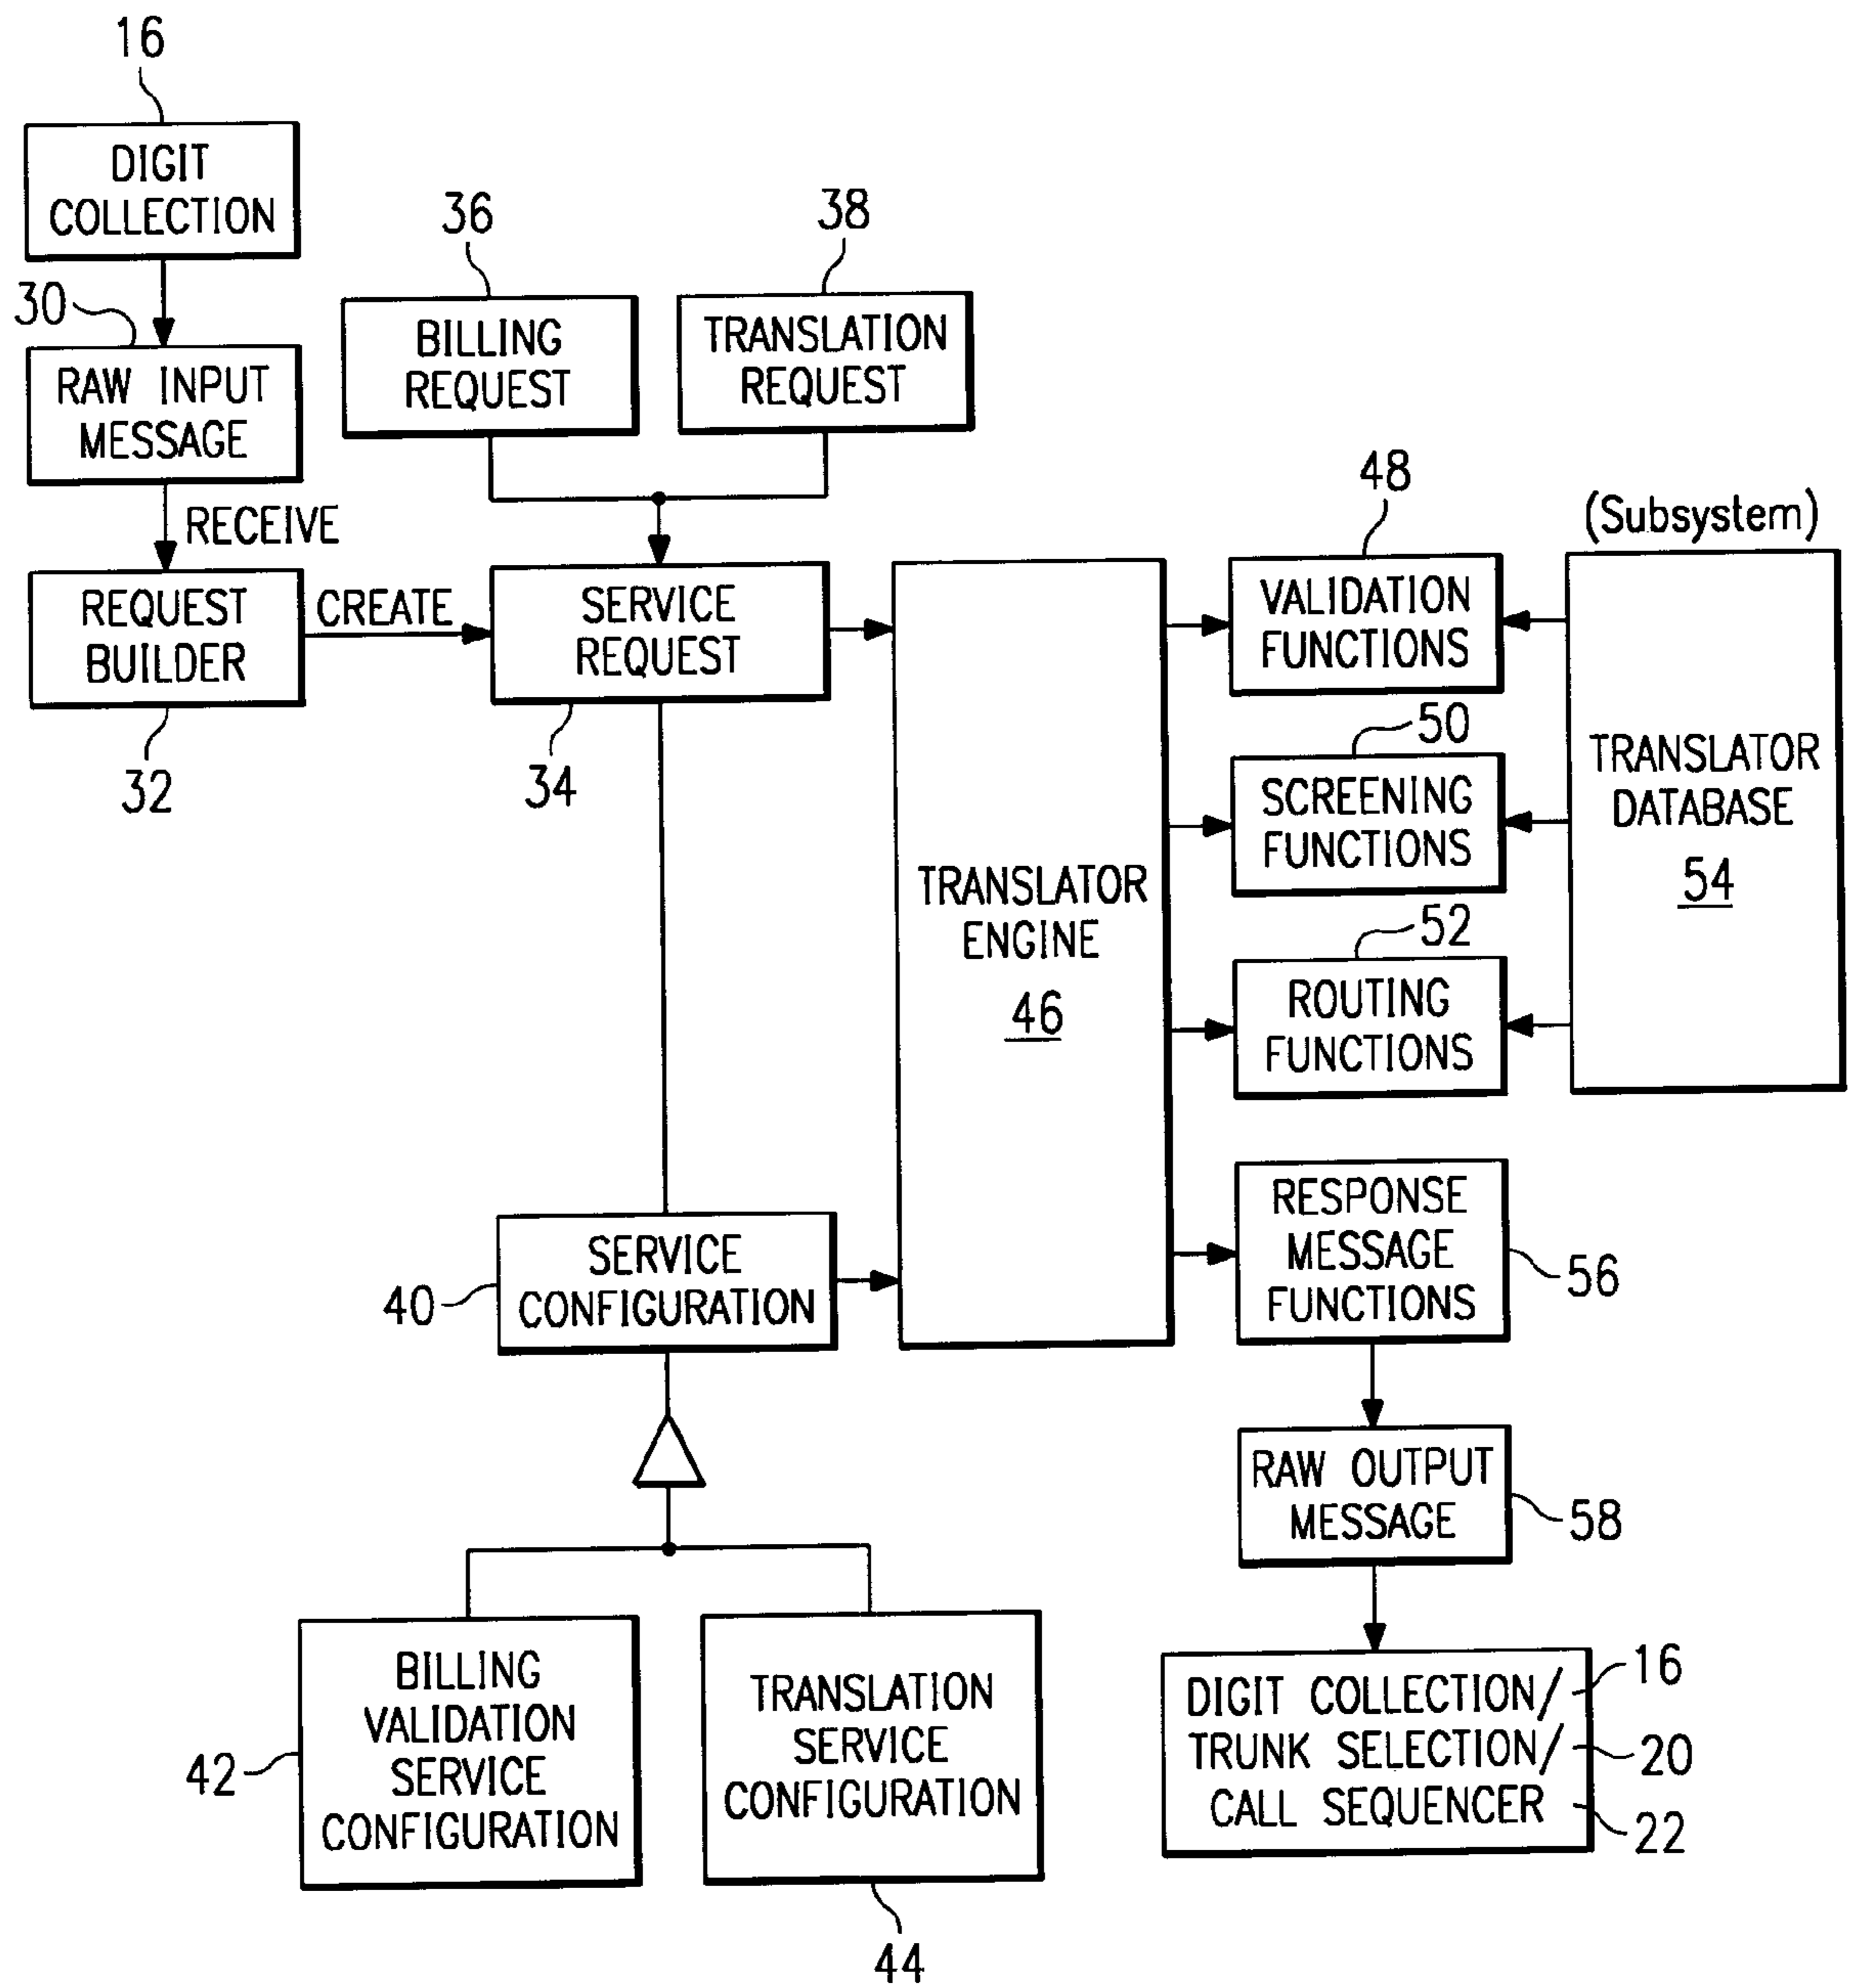 16
DIGIT
COLLECTION
30
RAW INPUT
MESSAGE
RECEIVE
REQUEST
BUILDER
32
CREATE
36
BILLING
REQUEST
38
TRANSLATION
REQUEST
SERVICE
REQUEST
34
SERVICE
CONFIGURATION
40
BILLING
VALIDATION
SERVICE
CONFIGURATION
42
TRANSLATION
SERVICE
CONFIGURATION
44
TRANSLATOR
ENGINE
46
48
VALIDATION
FUNCTIONS
50
SCREENING
FUNCTIONS
52
ROUTING
FUNCTIONS
(Subsystem)
TRANSLATOR
DATABASE
54
RESPONSE
MESSAGE
FUNCTIONS
56
RAW OUTPUT
MESSAGE
58
DIGIT COLLECTION/ 16
TRUNK SELECTION/ 20
CALL SEQUENCER 22